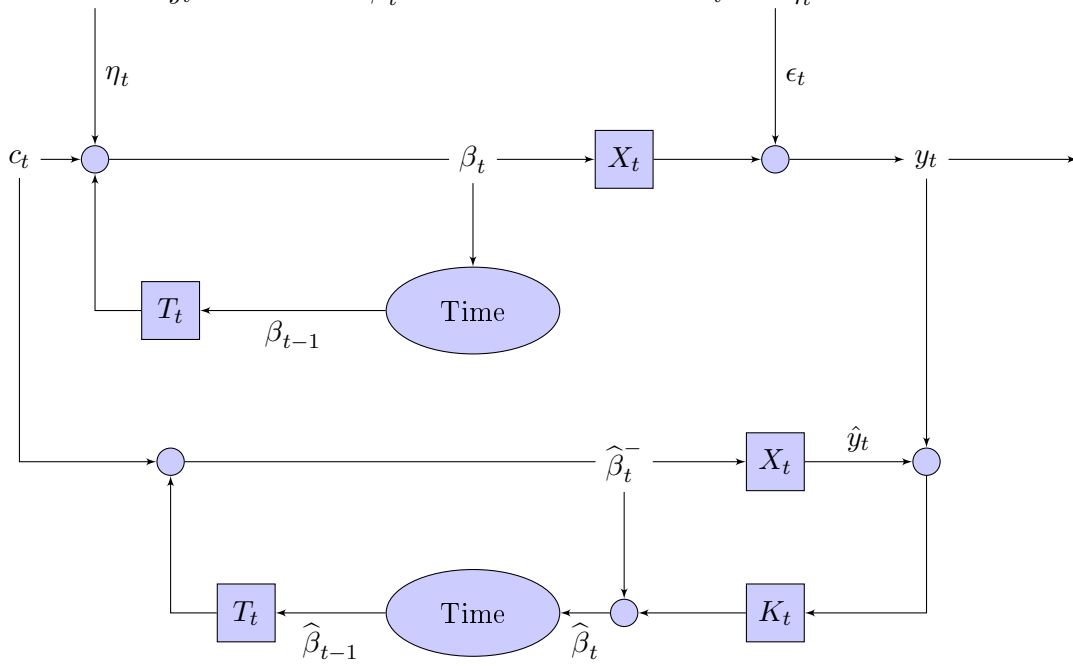 η_t
ϵ_t
c_t
β_t
X_t
y_t
T_t
Time
β_{t−1}
ŷ_t
β̂_t^−
X_t
T_t
Time
K_t
β̂_{t−1}
β̂_t